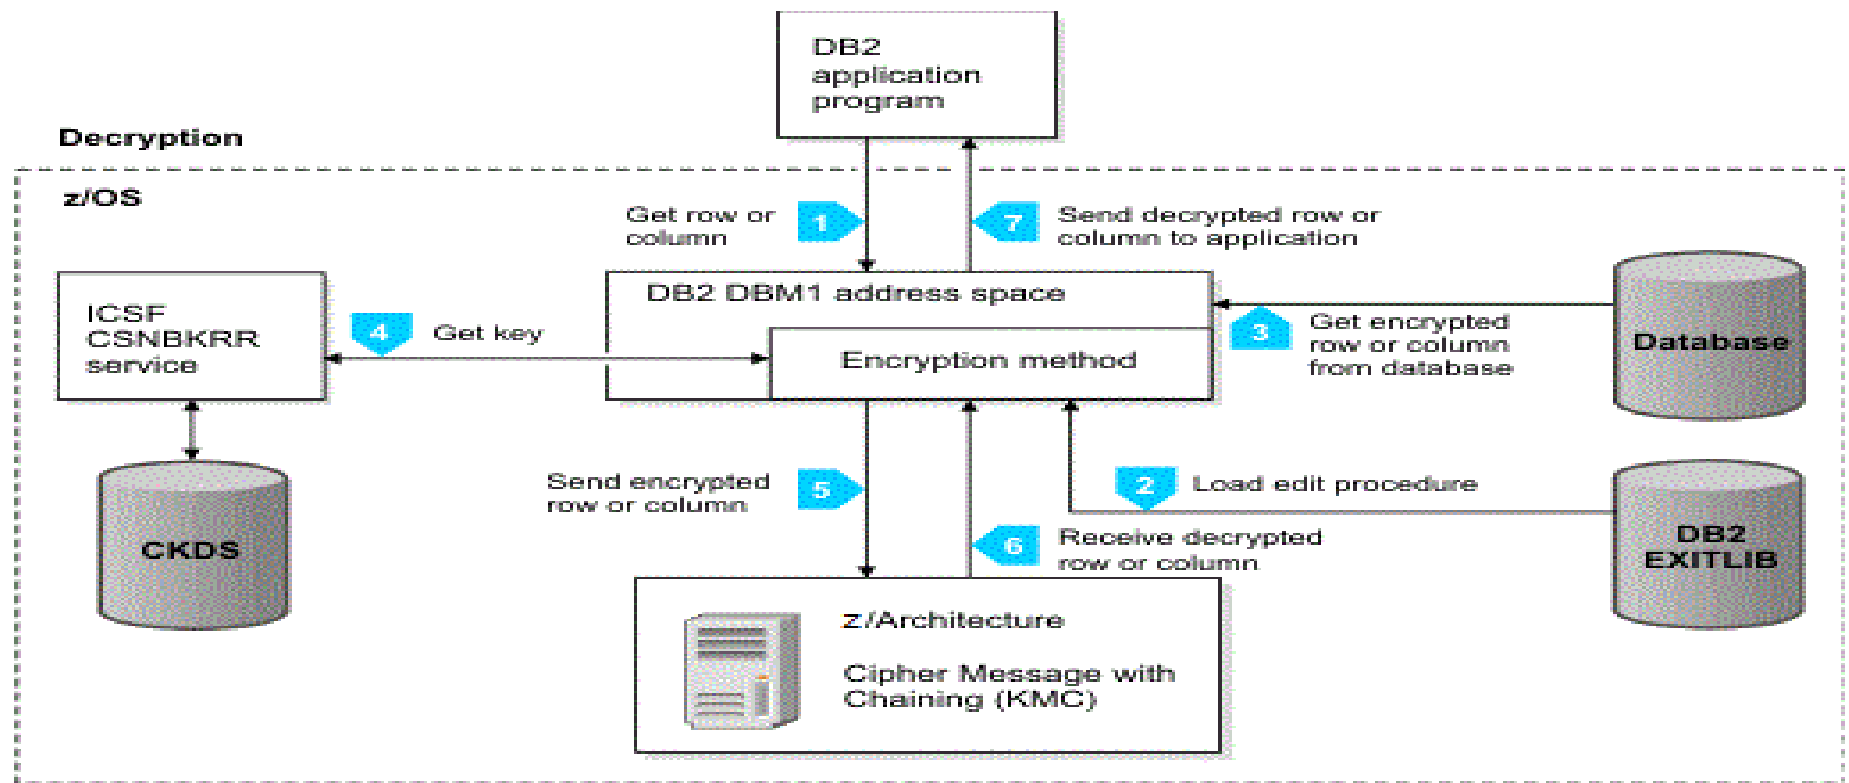 DB2
application
program
Decryption
z/OS
Get row or
column
1
7
Send decrypted row or
column to application
ICSF
CSNBKRR
service
4
Get key
DB2 DBM1 address space
Encryption method
3
Get encrypted
row or column
from database
Database
CKDS
Send encrypted
row or column
5
2
Load edit procedure
6
Receive decrypted
row or column
DB2
EXITLIB
z/Architecture
Cipher Message with
Chaining (KMC)